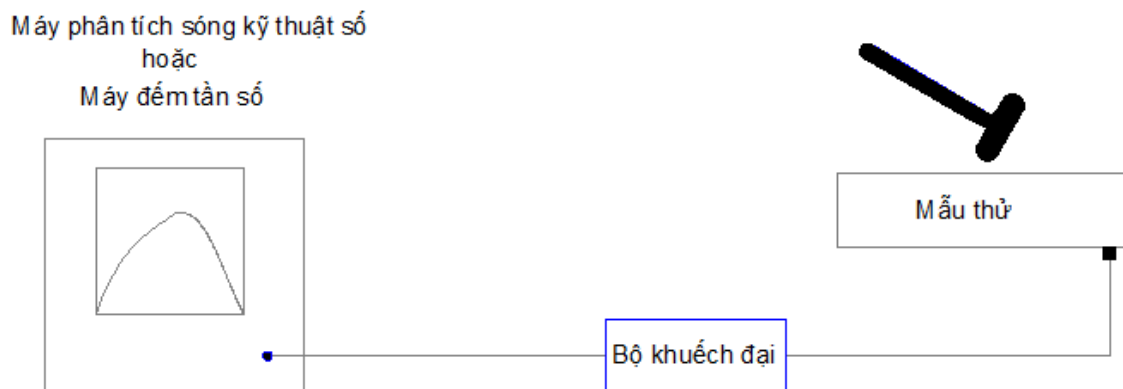 Máy phân tích sóng kỹ thuật số
hoặc
Máy đếm tần số
Mẫu thử
Bộ khuếch đại